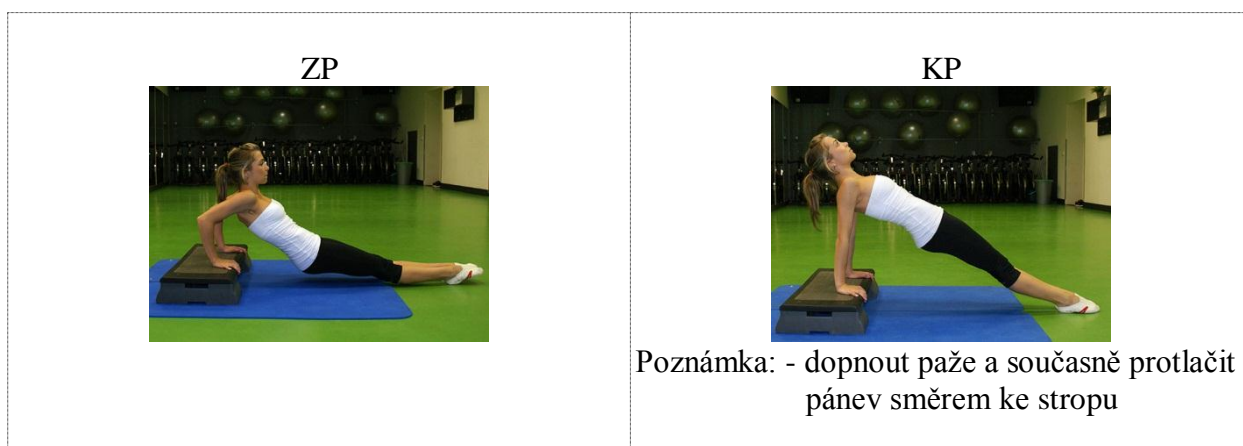 ZP
KP
Poznámka: - dopnout paže a současně protlačit
pánev směrem ke stropu